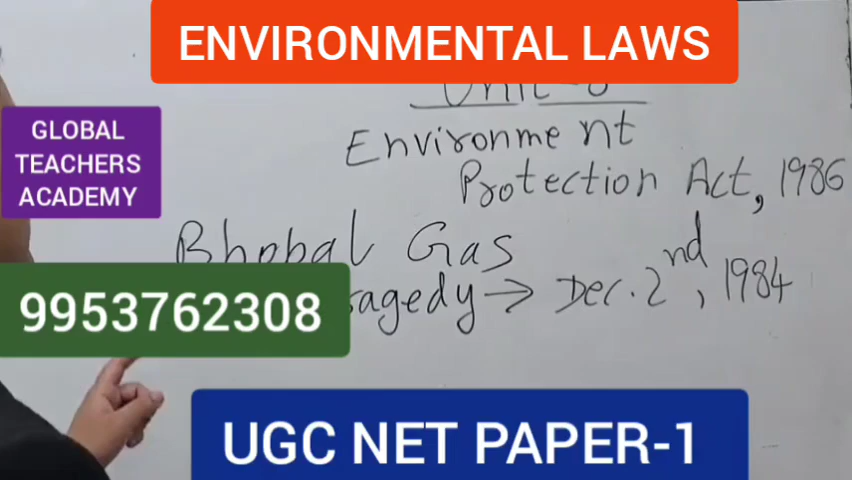 ENVIRONMENTAL LAWS
GLOBAL
TEACHERS
ACADEMY
Environment
Protection Act, 1986
Bhopal Gas
Tragedy → Dec. 2nd, 1984
9953762308
UGC NET PAPER-1